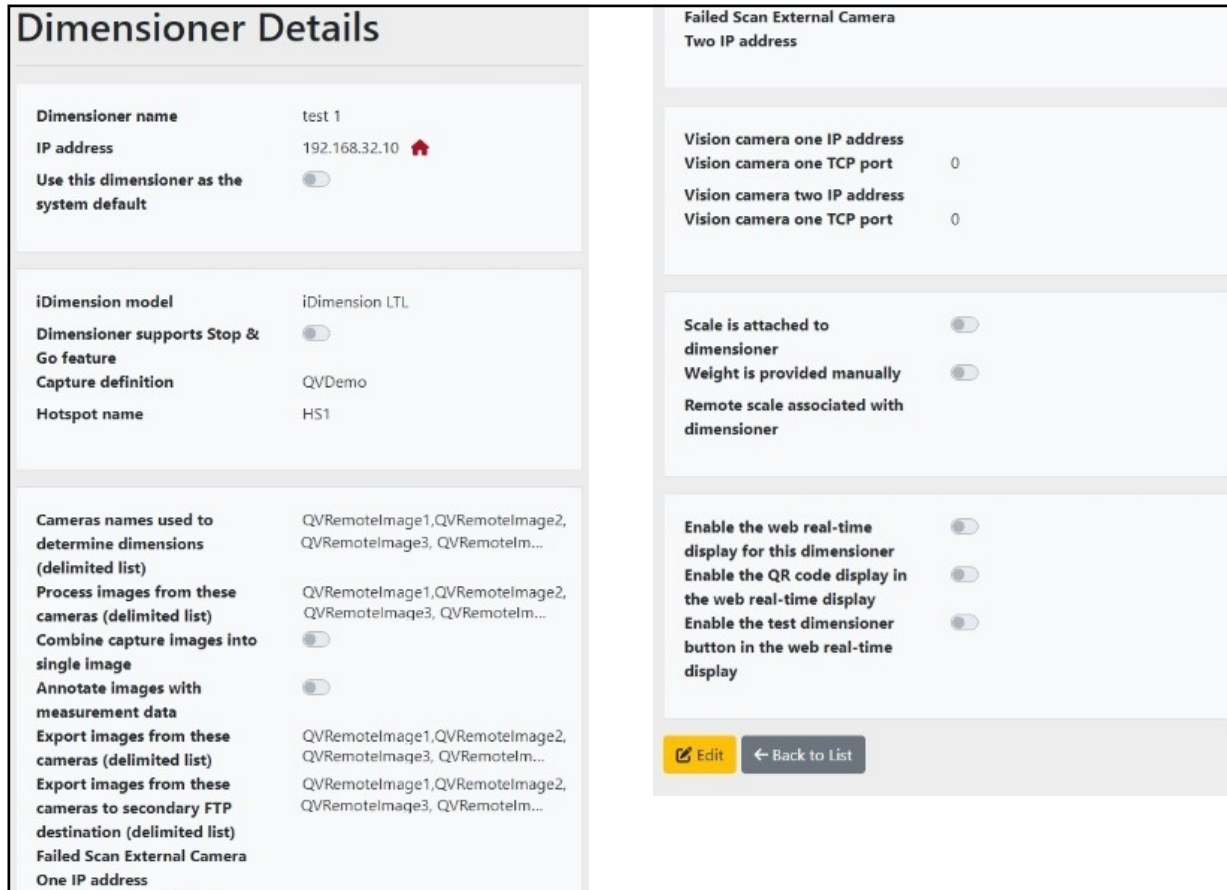 Dimensioner Details
Dimensioner name test 1
IP address 192.168.32.10
Use this dimensioner as the
system default
iDimension model iDimension LTL
Dimensioner supports Stop &
Go feature
Capture definition QVDemo
Hotspot name HS1
Cameras names used to QVRemoteImage1,QVRemoteImage2,
determine dimensions QVRemoteImage3, QVRemoteIm...
(delimited list)
Process images from these QVRemoteImage1,QVRemoteImage2,
cameras (delimited list) QVRemoteImage3, QVRemoteIm...
Combine capture images into
single image
Annotate images with
measurement data
Export images from these QVRemoteImage1,QVRemoteImage2,
cameras (delimited list) QVRemoteImage3, QVRemoteIm...
Export images from these QVRemoteImage1,QVRemoteImage2,
cameras to secondary FTP QVRemoteImage3, QVRemoteIm...
destination (delimited list)
Failed Scan External Camera
One IP address
Failed Scan External Camera
Two IP address
Vision camera one IP address
Vision camera one TCP port 0
Vision camera two IP address
Vision camera one TCP port 0
Scale is attached to
dimensioner
Weight is provided manually
Remote scale associated with
dimensioner
Enable the web real-time
display for this dimensioner
Enable the QR code display in
the web real-time display
Enable the test dimensioner
button in the web real-time
display
Edit
Back to List